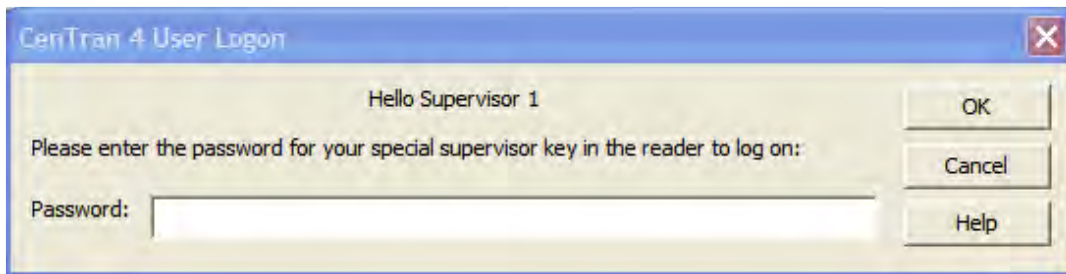 CenTran 4 User Logon
Hello Supervisor 1
OK
Please enter the password for your special supervisor key in the reader to log on:
Cancel
Password:
Help